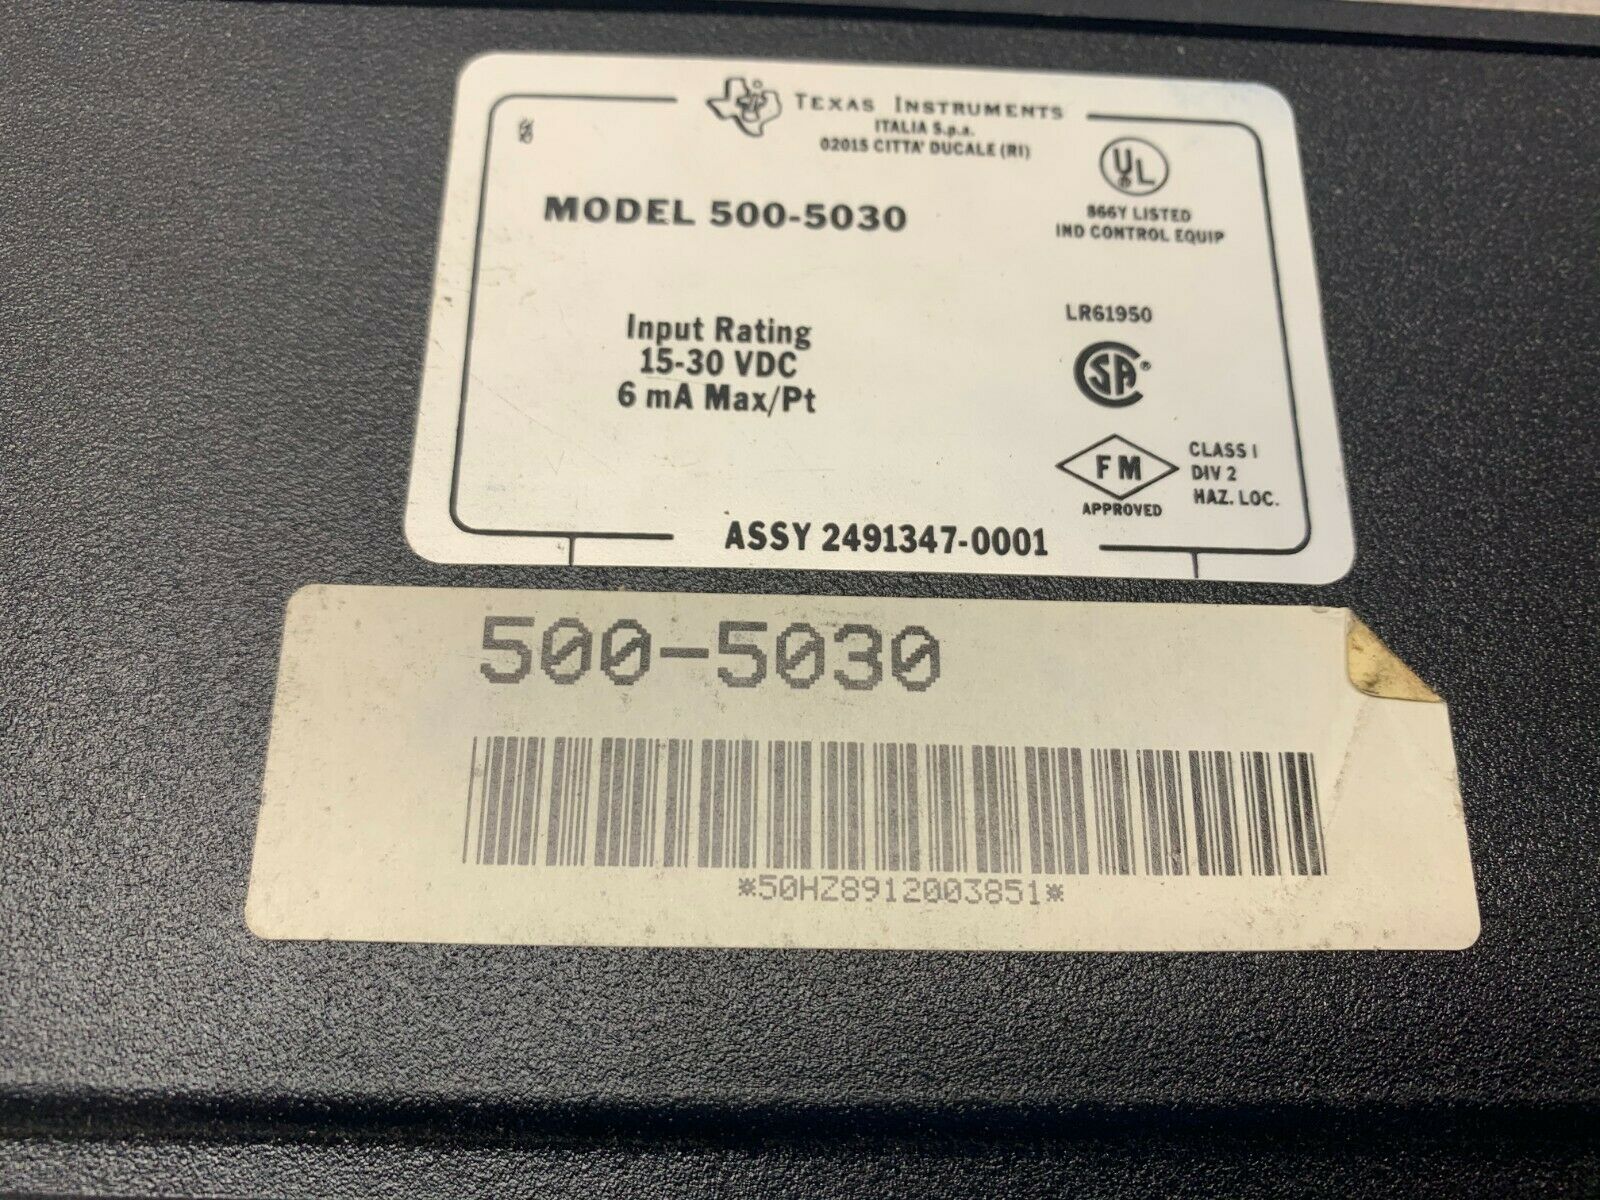 TEXAS INSTRUMENTS
ITALIA S.p.a.
02015 CITTA' DUCALE (RI)
MODEL 500-5030
UL
866Y LISTED
IND CONTROL EQUIP
Input Rating
15-30 VDC
6 mA Max/Pt
LR61950
SA
FM
APPROVED
CLASS I
DIV 2
HAZ. LOC.
ASSY 2491347-0001
500-5030
*50HZ8912003851*